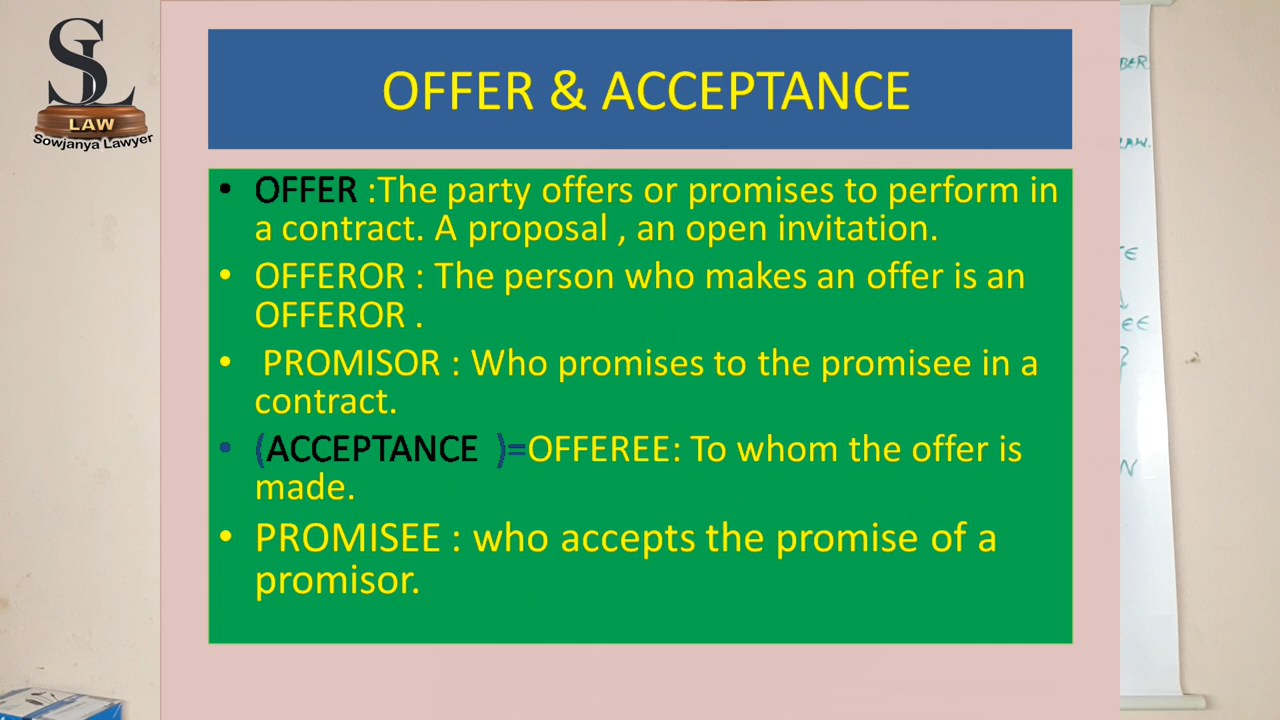 SL
LAW
Sowjanya Lawyer
OFFER & ACCEPTANCE
• OFFER :The party offers or promises to perform in
a contract. A proposal , an open invitation.
• OFFEROR : The person who makes an offer is an
OFFEROR .
• PROMISOR : Who promises to the promisee in a
contract.
• (ACCEPTANCE )=OFFEREE: To whom the offer is
made.
• PROMISEE : who accepts the promise of a
promisor.